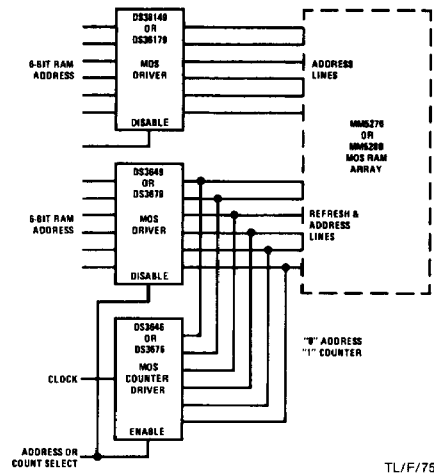 DS36149
OR
DS36179
MOS
DRIVER
DISABLE
6-BIT RAM
ADDRESS
ADDRESS
LINES
MM5270
OR
MM5280
MOS RAM
ARRAY
DS3649
OR
DS3679
MOS
DRIVER
DISABLE
6-BIT RAM
ADDRESS
REFRESH &
ADDRESS
LINES
DS3646
OR
DS3676
MOS
COUNTER
DRIVER
ENABLE
"0" ADDRESS
"1" COUNTER
CLOCK
ADDRESS OR
COUNT SELECT
TL/F/75